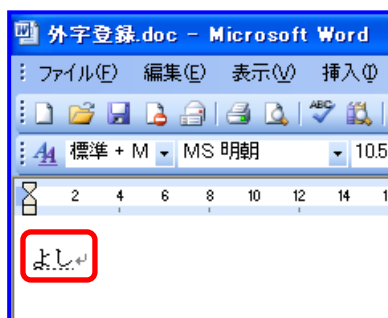 外字登録.doc - Microsoft Word
ファイル(F) 編集(E) 表示(V) 挿入(I)
ABC
標準 + M MS 明朝 10.5
2 4 6 8 10 12 14
よし↵